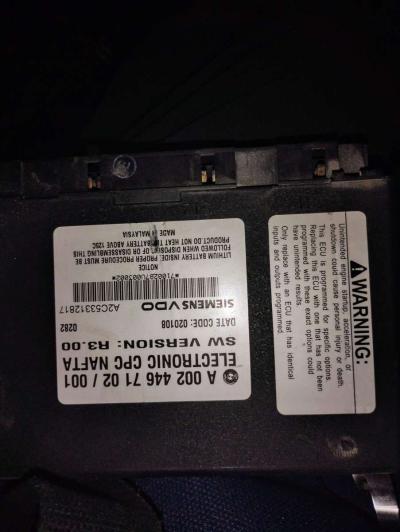 A 002 446 71 02 / 001
ELECTRONIC CPC NAFTA
SW VERSION: R3.00
DATE CODE: 020108 0282
SIEMENS VDO A2C53312817
NOTICE
LITHIUM BATTERY INSIDE: PROPER PROCEDURE MUST BE
FOLLOWED WHEN DISPOSING OR DISASSEMBLING THIS
PRODUCT DO NOT HEAT THE BATTERY ABOVE 125C
MADE IN MALAYSIA
WARNING:
Unintended engine startup, acceleration, or
shutdown could cause personal injury or death.
This ECU is programmed for specific options.
Replacing this ECU with one that has not been
programmed with these exact options could
have unintended results
Only replace with an ECU that has identical
inputs and outputs programmed.